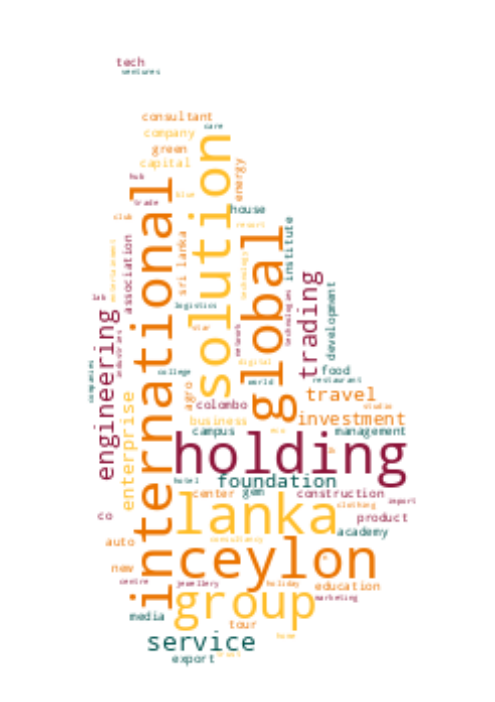 tech
ventures
consultant
care
company
green
capital
energy
hub
solution
international
blue
trade
house
club
resort
global
institute
association
sri lanka
entertainment
technology
trading
development
lab
logistics
technologies
engineering
star
network
industries
digital
companies
college
world
food
restaurant
agro
travel
enterprise
colombo
studio
business
investment
campus
eco
management
holding
hotel
foundation
center
gem
construction
import
lanka
clothing
co
product
academy
auto
consultancy
ceylon
new
centre
jewellery
holiday
education
group
marketing
media
tour
service
home
export